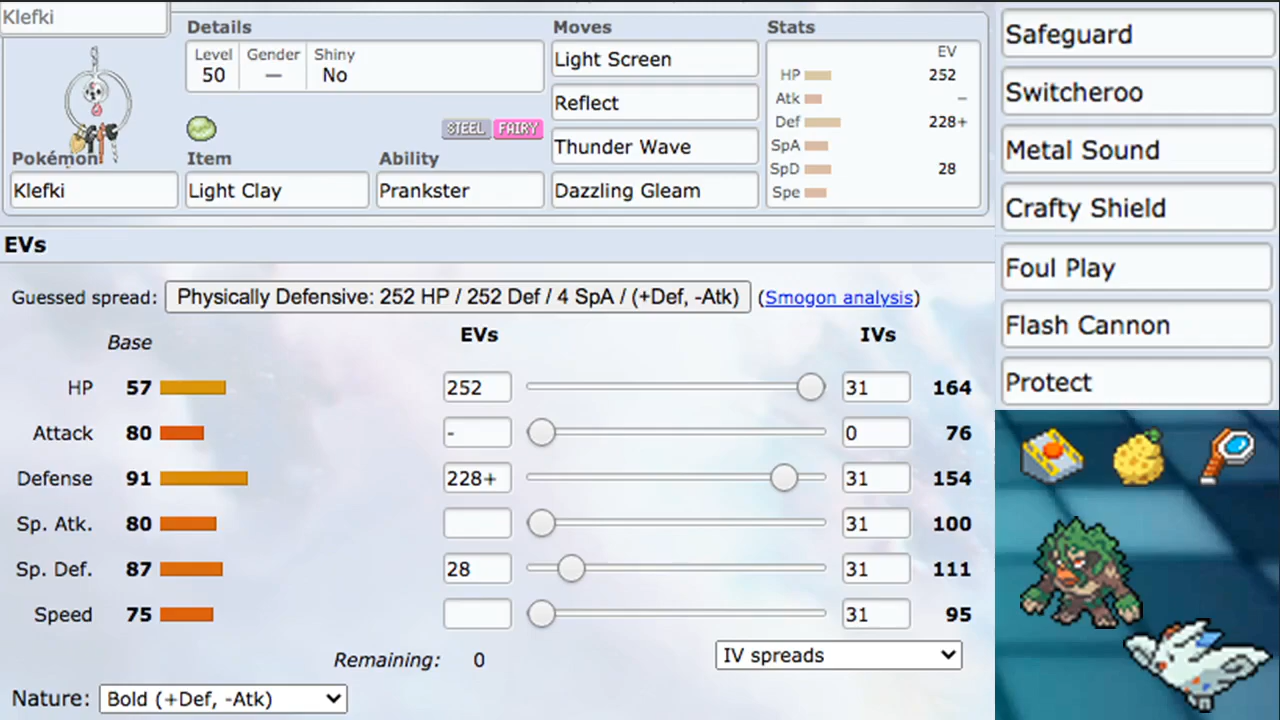 Klefki
Details
Level
50
Gender
—
Shiny
No
STEEL FAIRY
Pokémon
Klefki
Item
Light Clay
Ability
Prankster
Moves
Light Screen
Reflect
Thunder Wave
Dazzling Gleam
Stats
EV
HP 252
Atk –
Def 228+
SpA
SpD 28
Spe
EVs
Guessed spread: Physically Defensive: 252 HP / 252 Def / 4 SpA / (+Def, -Atk) (Smogon analysis)
Base EVs IVs
HP 57 252 31 164
Attack 80 - 0 76
Defense 91 228+ 31 154
Sp. Atk. 80 31 100
Sp. Def. 87 28 31 111
Speed 75 31 95
Remaining: 0
IV spreads
Nature: Bold (+Def, -Atk)
Safeguard
Switcheroo
Metal Sound
Crafty Shield
Foul Play
Flash Cannon
Protect